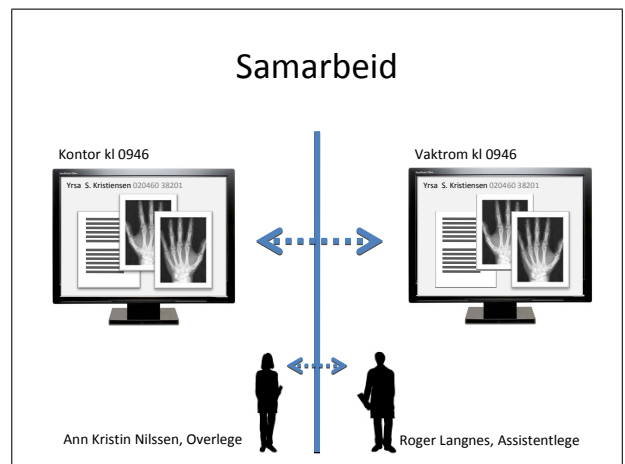 Samarbeid
Kontor kl 0946
Vaktrom kl 0946
Yrsa S. Kristiensen 020460 38201
Yrsa S. Kristiensen 020460 38201
Ann Kristin Nilssen, Overlege
Roger Langnes, Assistentlege